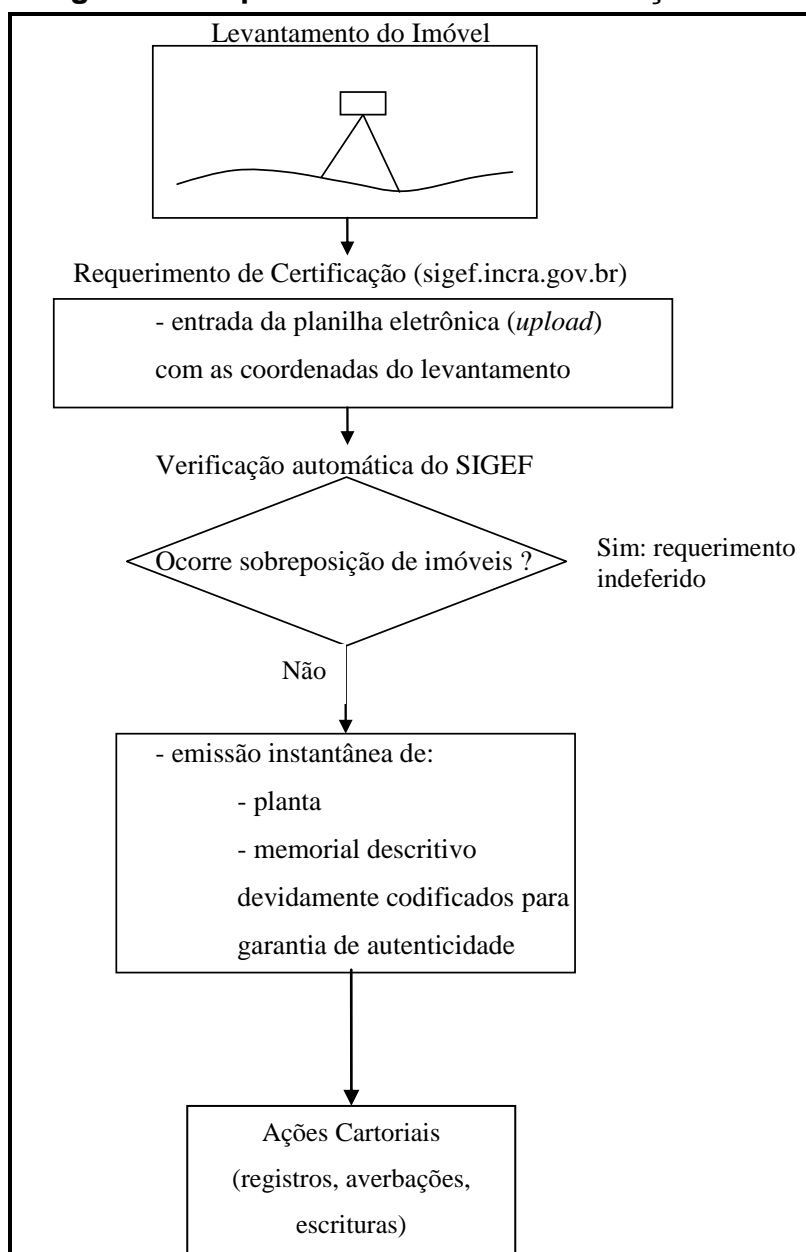 Levantamento do Imóvel
Requerimento de Certificação (sigef.incra.gov.br)
- entrada da planilha eletrônica (upload)
com as coordenadas do levantamento
Verificação automática do SIGEF
Ocorre sobreposição de imóveis ?
Sim: requerimento
indeferido
Não
- emissão instantânea de:
- planta
- memorial descritivo
devidamente codificados para
garantia de autenticidade
Ações Cartoriais
(registros, averbações,
escrituras)